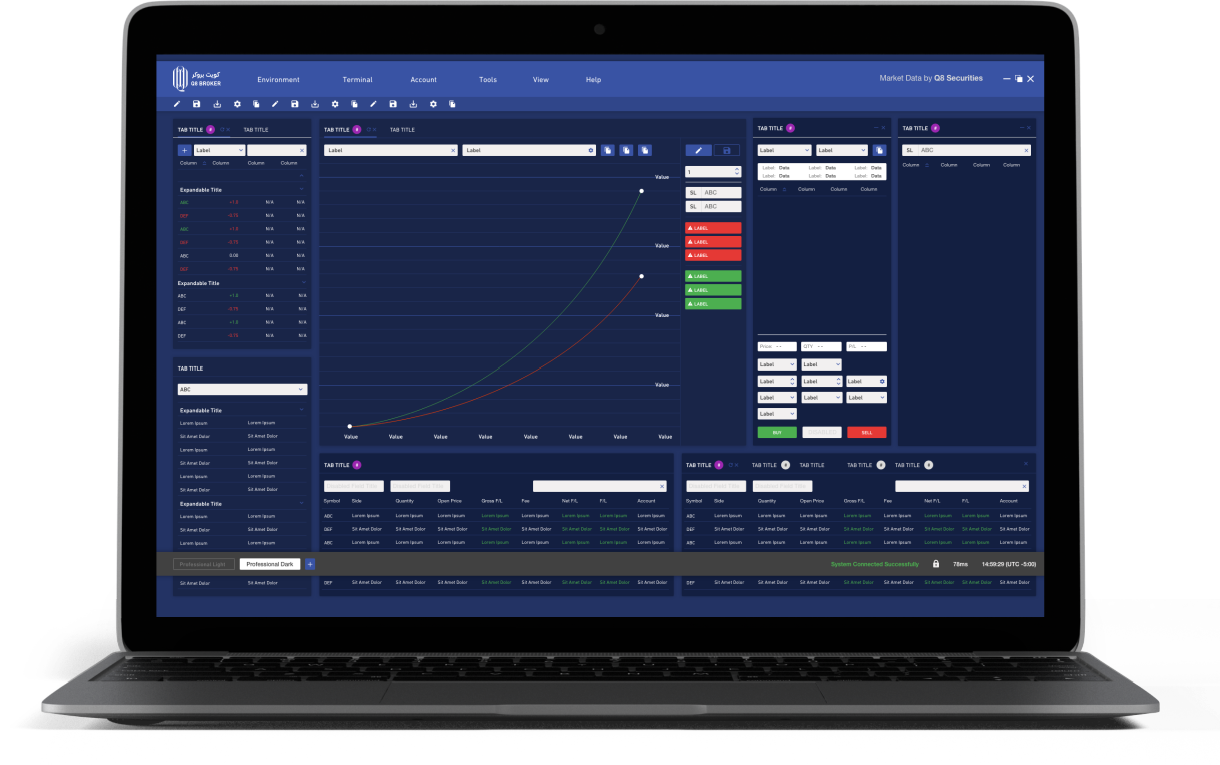 كويت بروكر
Q8 BROKER
Environment Terminal Account Tools View Help
Market Data by Q8 Securities
TAB TITLE # TAB TITLE
Label
Column Column Column Column
Expandable Title
ABC +1.0 N/A N/A
DEF -0.70 N/A N/A
ABC +1.0 N/A N/A
DEF -0.70 N/A N/A
ABC 0.00 N/A N/A
DEF -0.70 N/A N/A
Expandable Title
ABC +1.0 N/A N/A
DEF -0.70 N/A N/A
ABC +1.0 N/A N/A
DEF -0.70 N/A N/A
TAB TITLE
ABC
Expandable Title
Lorem Ipsum Lorem Ipsum
Sit Amet Dolor Sit Amet Dolor
Lorem Ipsum Lorem Ipsum
Sit Amet Dolor Sit Amet Dolor
Lorem Ipsum Lorem Ipsum
Sit Amet Dolor Sit Amet Dolor
Expandable Title
Lorem Ipsum Lorem Ipsum
Sit Amet Dolor Sit Amet Dolor
Lorem Ipsum Lorem Ipsum
Sit Amet Dolor Sit Amet Dolor
TAB TITLE # TAB TITLE
Label Label
Value
Value
Value
Value
Value Value Value Value Value Value Value Value
1
SL ABC
SL ABC
LABEL
LABEL
LABEL
LABEL
LABEL
LABEL
TAB TITLE #
Label Label
Label Data Label Data Label Data
Label Data Label Data Label Data
Column Column Column Column
Price -- QTY -- P/L --
Label Label
Label Label Label
Label Label Label
Label
BUY SELL
TAB TITLE #
SL ABC
Column Column Column Column
TAB TITLE #
Disabled Field Title Disabled Field Title
Symbol Side Quantity Open Price Gross P/L Fee Net P/L P/L Account
ABC Lorem Ipsum Lorem Ipsum Lorem Ipsum Lorem Ipsum Lorem Ipsum Lorem Ipsum Lorem Ipsum Lorem Ipsum
DEF Sit Amet Dolor Sit Amet Dolor Sit Amet Dolor Sit Amet Dolor Sit Amet Dolor Sit Amet Dolor Sit Amet Dolor Sit Amet Dolor
ABC Lorem Ipsum Lorem Ipsum Lorem Ipsum Lorem Ipsum Lorem Ipsum Lorem Ipsum Lorem Ipsum Lorem Ipsum
DEF Sit Amet Dolor Sit Amet Dolor Sit Amet Dolor Sit Amet Dolor Sit Amet Dolor Sit Amet Dolor Sit Amet Dolor Sit Amet Dolor
TAB TITLE # TAB TITLE # TAB TITLE TAB TITLE # TAB TITLE #
Disabled Field Title Disabled Field Title
Symbol Side Quantity Open Price Gross P/L Fee Net P/L P/L Account
ABC Lorem Ipsum Lorem Ipsum Lorem Ipsum Lorem Ipsum Lorem Ipsum Lorem Ipsum Lorem Ipsum Lorem Ipsum
DEF Sit Amet Dolor Sit Amet Dolor Sit Amet Dolor Sit Amet Dolor Sit Amet Dolor Sit Amet Dolor Sit Amet Dolor Sit Amet Dolor
ABC Lorem Ipsum Lorem Ipsum Lorem Ipsum Lorem Ipsum Lorem Ipsum Lorem Ipsum Lorem Ipsum Lorem Ipsum
DEF Sit Amet Dolor Sit Amet Dolor Sit Amet Dolor Sit Amet Dolor Sit Amet Dolor Sit Amet Dolor Sit Amet Dolor Sit Amet Dolor
Professional Light Professional Dark +
System Connected Successfully 78ms 14:59:29 (UTC -5:00)